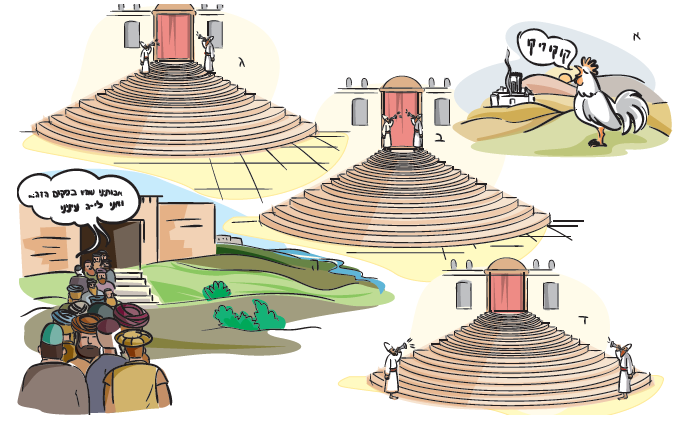 א
קוקוריקו
ג
ב
אבותינו שהיו במקום הזה...
ואנו לי-ה עינינו
ד